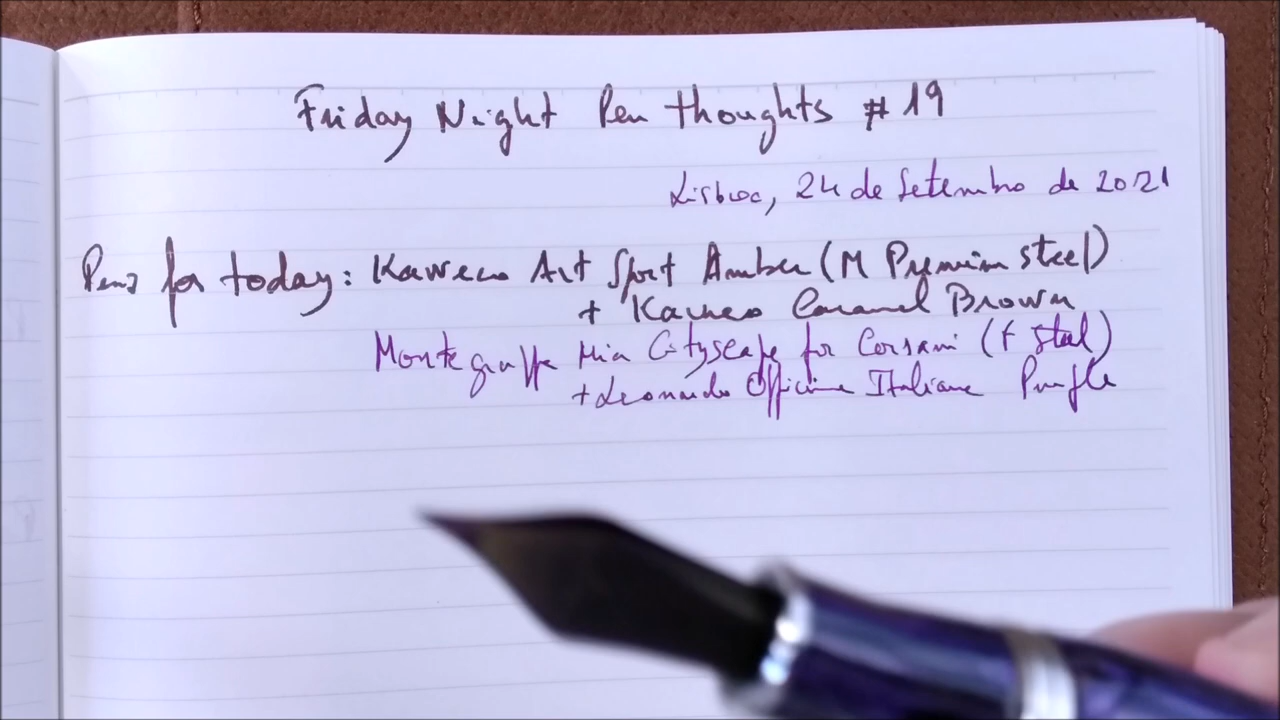 Friday Night Pen thoughts #19
Lisboa, 24 de Setembro de 2021
Pens for today: Kaweco Art Sport Amber (M Premium steel)
+ Kaweco Caramel Brown
Montegrappa Mia Cityscape for Corsani (F steel)
+ Leonardo Officina Italiana Purple